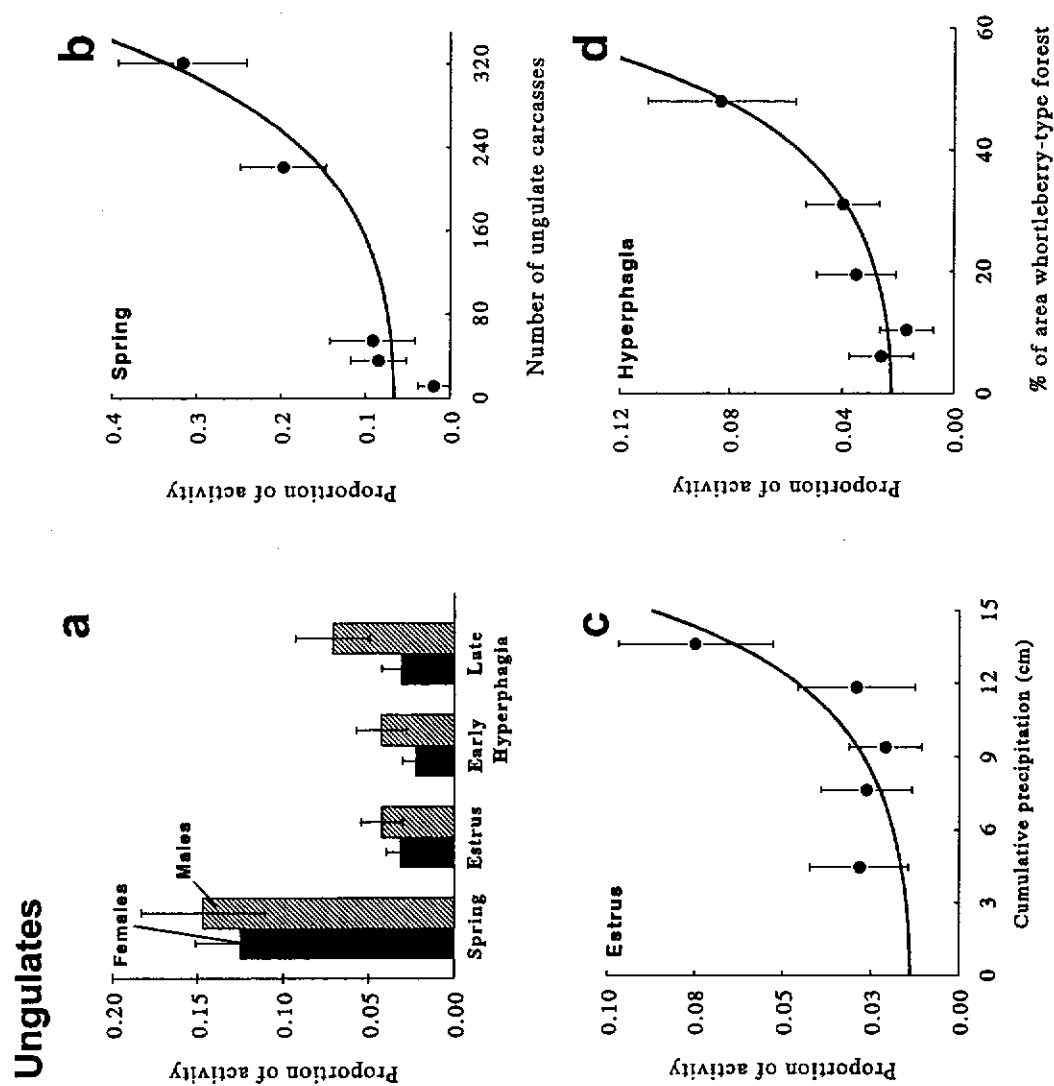 Ungulates
a
0.20
0.15
0.10
0.05
0.00
Proportion of activity
Females
Males
Spring Estrus Early Late
Hyperphagia
b
Spring
0.4
0.3
0.2
0.1
0.0
Proportion of activity
0 80 160 240 320
Number of ungulate carcasses
c
Estrus
0.10
0.08
0.05
0.03
0.00
Proportion of activity
0 3 6 9 12 15
Cumulative precipitation (cm)
d
Hyperphagia
0.12
0.08
0.04
0.00
Proportion of activity
0 20 40 60
% of area whortleberry-type forest